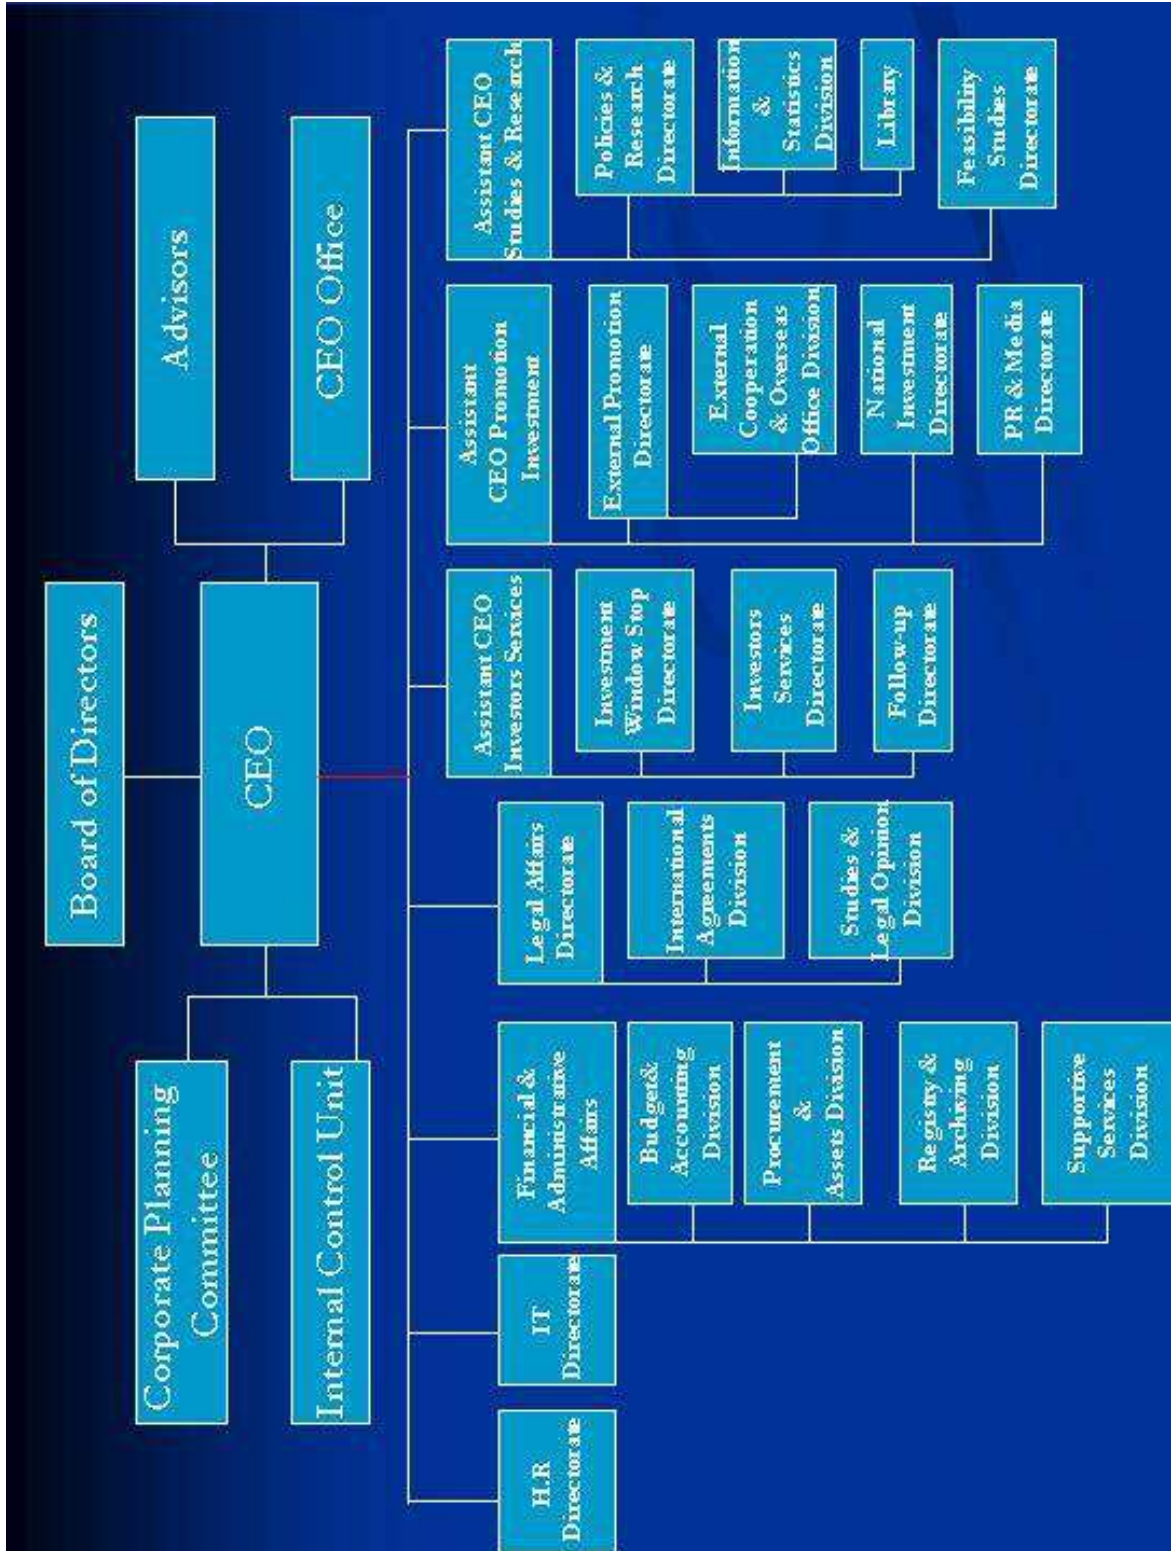 Board of Directors
Corporate Planning
Committee
Advisors
CEO
Internal Control Unit
CEO Office
H.R
Directorate
IT
Directorate
Financial &
Administrative
Affairs
Budget&
Accounting
Division
Procurement
&
Assets Division
Registry &
Archiving
Division
Supportive
Services
Division
Legal Affairs
Directorate
International
Agreements
Division
Studies &
Legal Opinion
Division
Assistant CEO
Investors Services
Investment
Window Stop
Directorate
Investors
Services
Directorate
Follow-up
Directorate
Assistant
CEO Promotion
Investment
External Promotion
Directorate
External
Cooperation
& Overseas
Office Division
National
Investment
Directorate
PR & Media
Directorate
Assistant CEO
Studies & Research
Policies &
Research
Directorate
Information
&
Statistics
Division
Library
Feasibility
Studies
Directorate